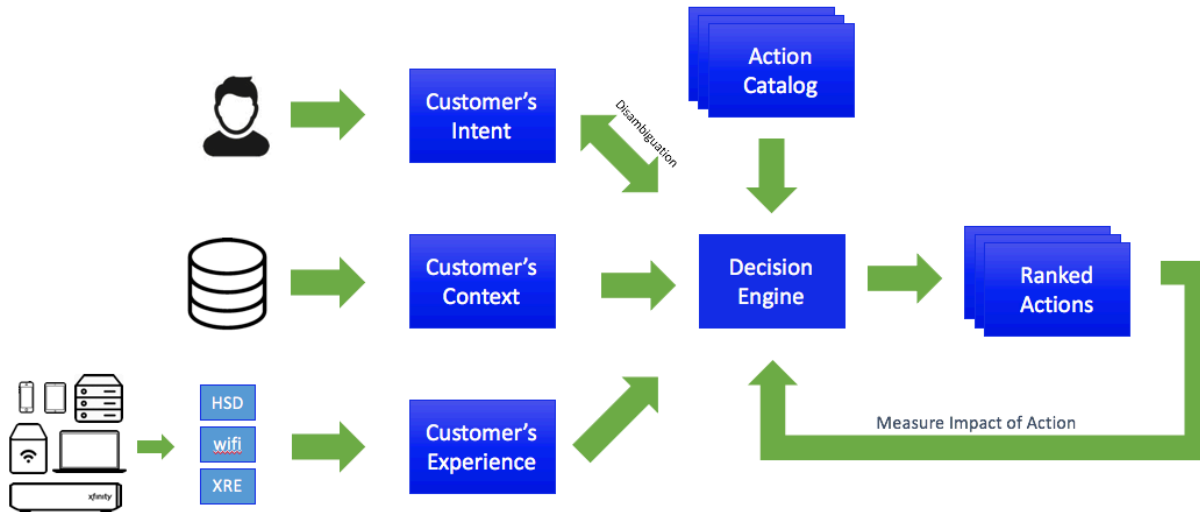 Action
Catalog
Customer's
Intent
Disambiguation
Customer's
Context
Decision
Engine
Ranked
Actions
HSD
wifi
XRE
xfinity
Customer's
Experience
Measure Impact of Action